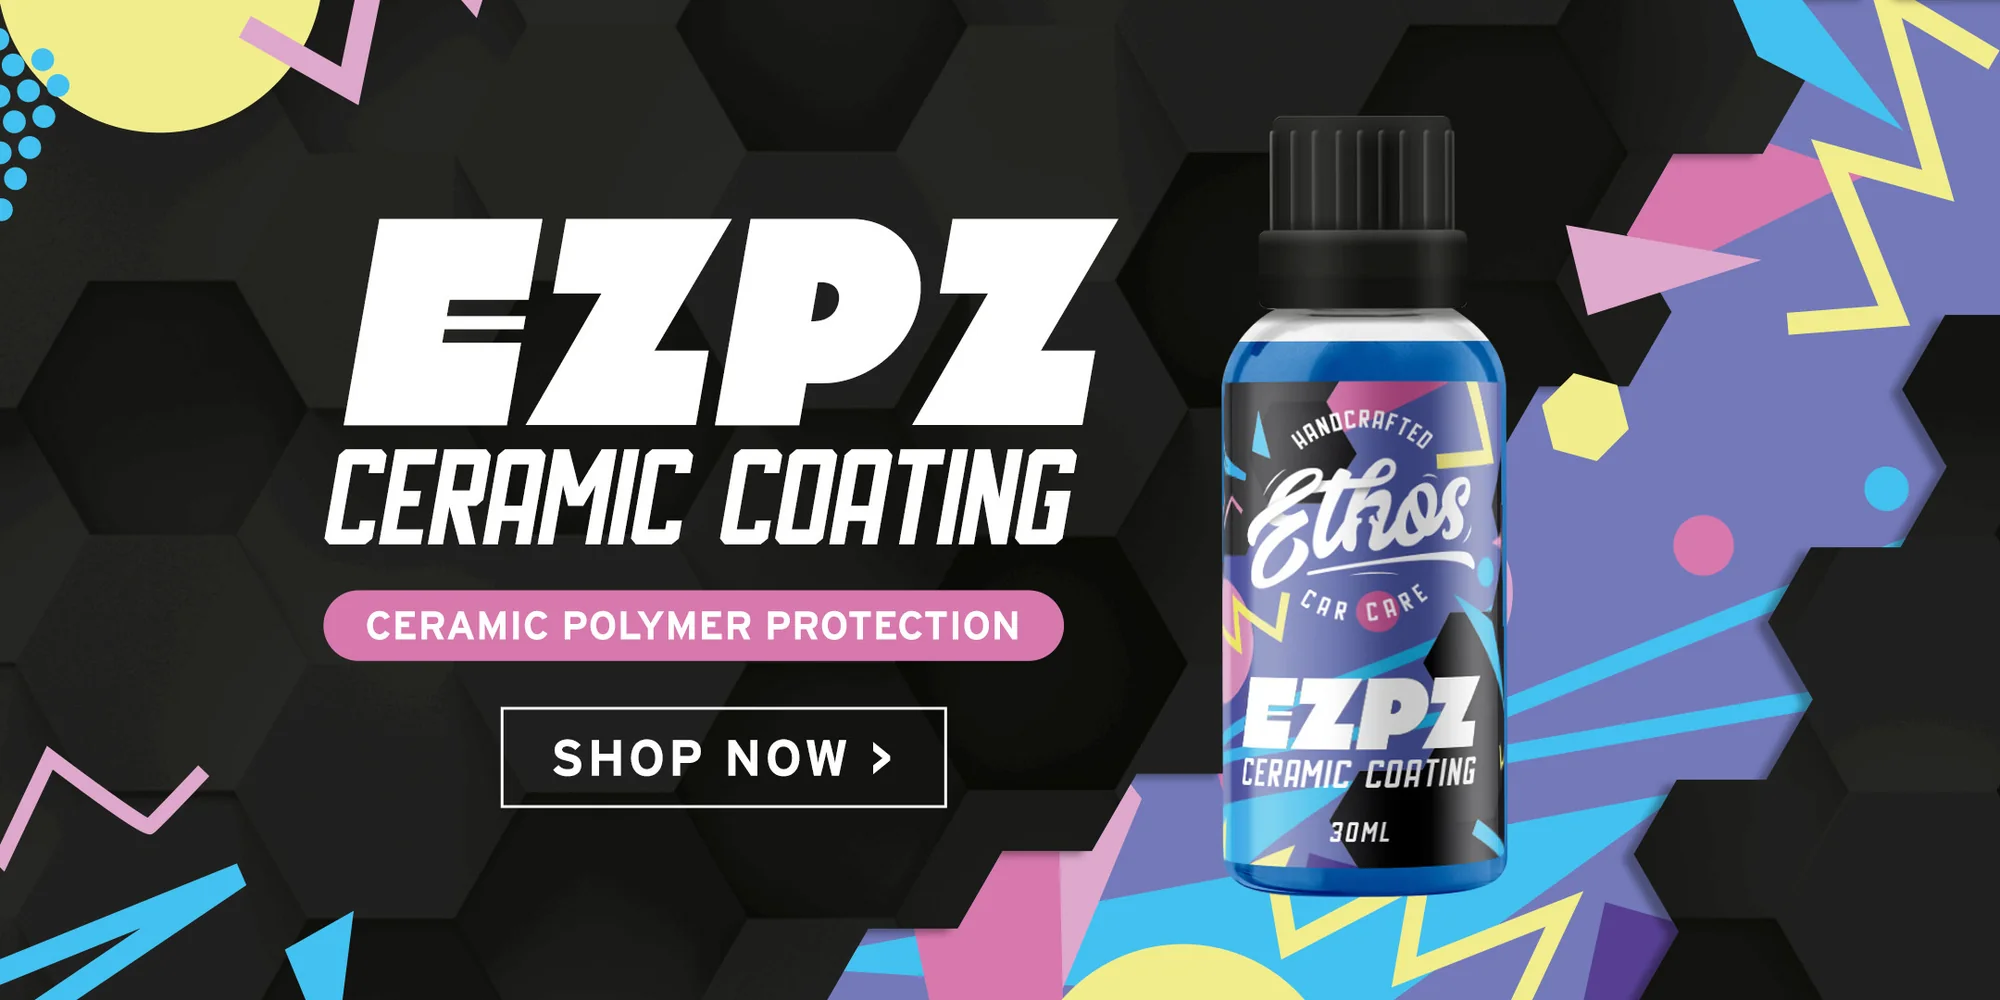 EZPZ
CERAMIC COATING
CERAMIC POLYMER PROTECTION
SHOP NOW >
HANDCRAFTED
Ethos
CAR CARE
EZPZ
CERAMIC COATING
30ML